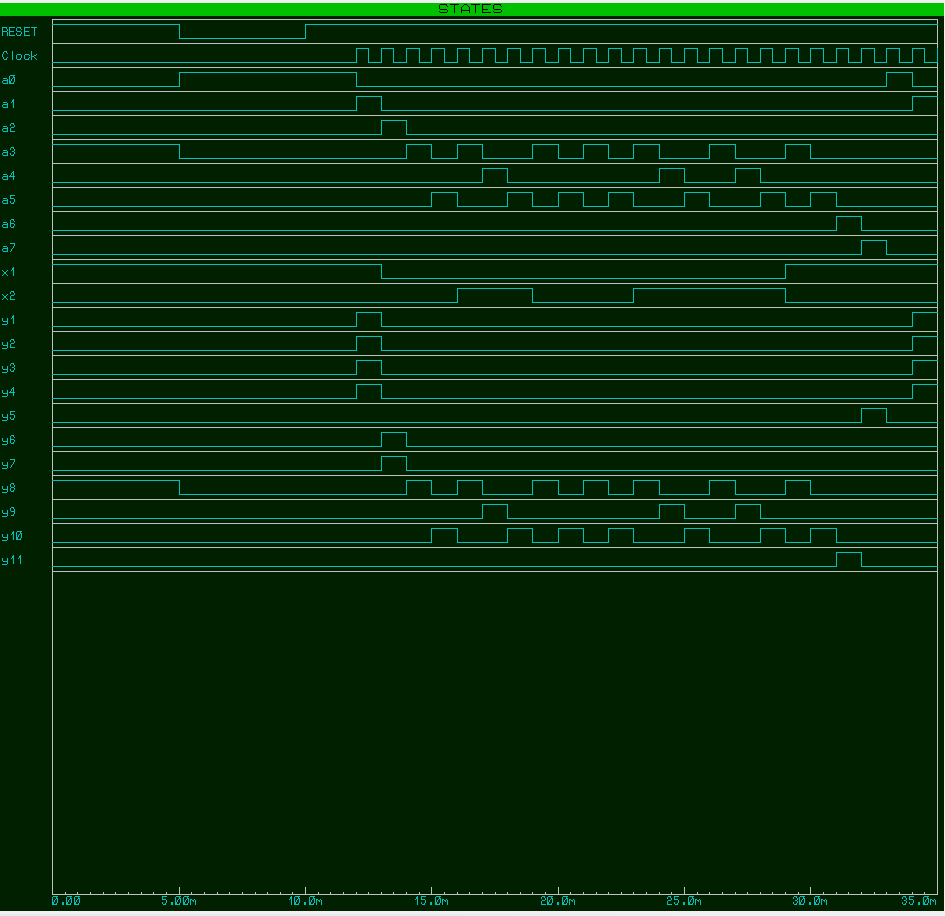 STATES
RESET
Clock
a0
a1
a2
a3
a4
a5
a6
a7
x1
x2
y1
y2
y3
y4
y5
y6
y7
y8
y9
y10
y11
0.00 5.00m 10.0m 15.0m 20.0m 25.0m 30.0m 35.0m